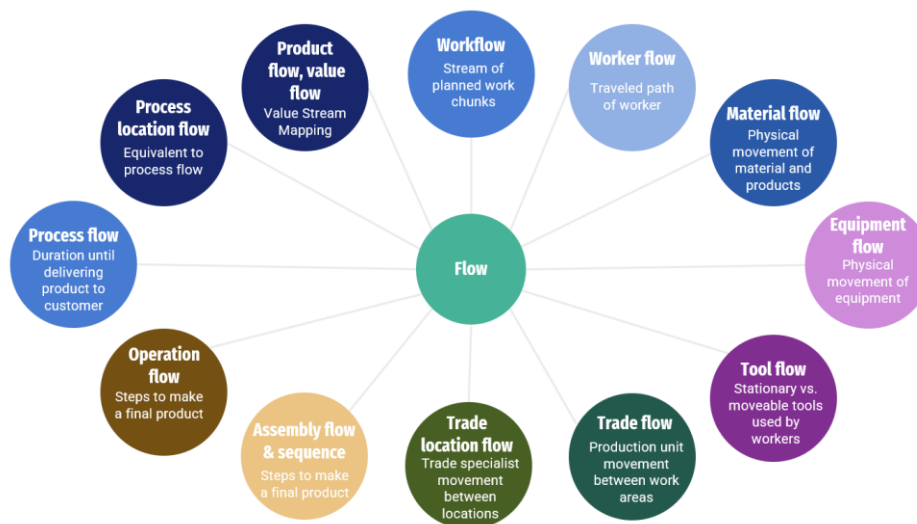 Product
flow, value
flow
Value Stream
Mapping
Workflow
Stream of
planned work
chunks
Worker flow
Traveled path
of worker
Process
location flow
Equivalent to
process flow
Material flow
Physical
movement of
material and
products
Process flow
Duration until
delivering
product to
customer
Flow
Equipment
flow
Physical
movement of
equipment
Operation
flow
Steps to make
a final product
Tool flow
Stationary vs.
moveable tools
used by
workers
Assembly flow
& sequence
Steps to make
a final product
Trade
location flow
Trade specialist
movement
between
locations
Trade flow
Production unit
movement
between work
areas